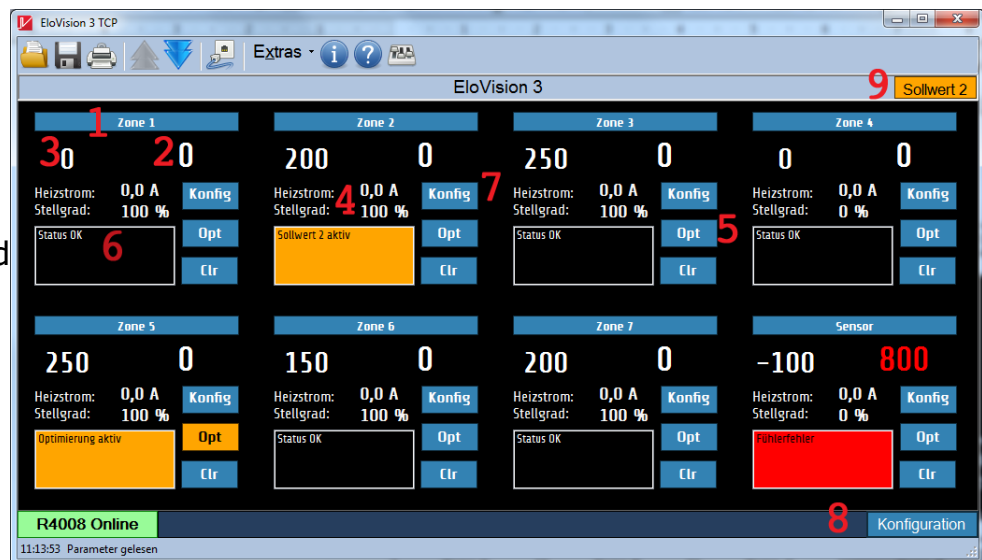 EloVision 3 TCP
Extras
EloVision 3
9 Sollwert 2
1 Zone 1
Zone 2
Zone 3
Zone 4
3 0 2 0
200 0
250 0
0 0
Heizstrom: 0,0 A Konfig
Stellgrad: 100 %
Heizstrom: 0,0 A Konfig 7
Stellgrad: 4 100 %
Heizstrom: 0,0 A Konfig
Stellgrad: 100 %
Heizstrom: 0,0 A Konfig
Stellgrad: 0 %
d
Status OK 6 Opt
Clr
Sollwert 2 aktiv Opt
Clr
Status OK Opt 5
Clr
Status OK Opt
Clr
Zone 5
Zone 6
Zone 7
Sensor
250 0
150 0
200 0
-100 800
Heizstrom: 0,0 A Konfig
Stellgrad: 100 %
Heizstrom: 0,0 A Konfig
Stellgrad: 100 %
Heizstrom: 0,0 A Konfig
Stellgrad: 100 %
Heizstrom: 0,0 A Konfig
Stellgrad: 0 %
Optimierung aktiv Opt
Clr
Status OK Opt
Clr
Status OK Opt
Clr
Fühlerfehler Opt
Clr
R4008 Online 8 Konfiguration
11:13:53 Parameter gelesen